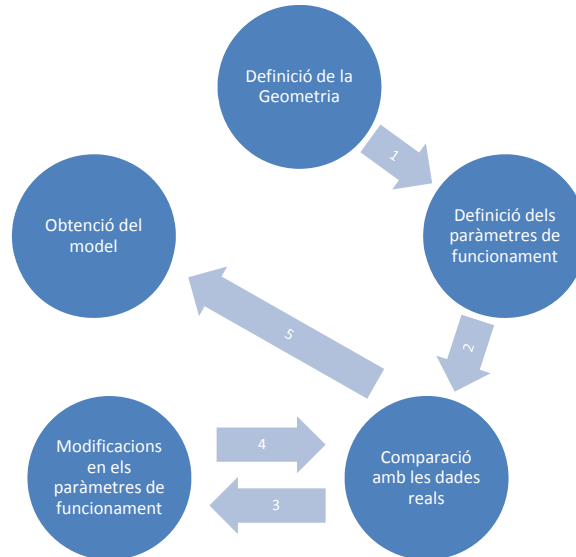 Definició de la
Geometria
1
Definició dels
paràmetres de
funcionament
2
Comparació
amb les dades
reals
3
Modificacions
en els
paràmetres de
funcionament
4
5
Obtenció del
model